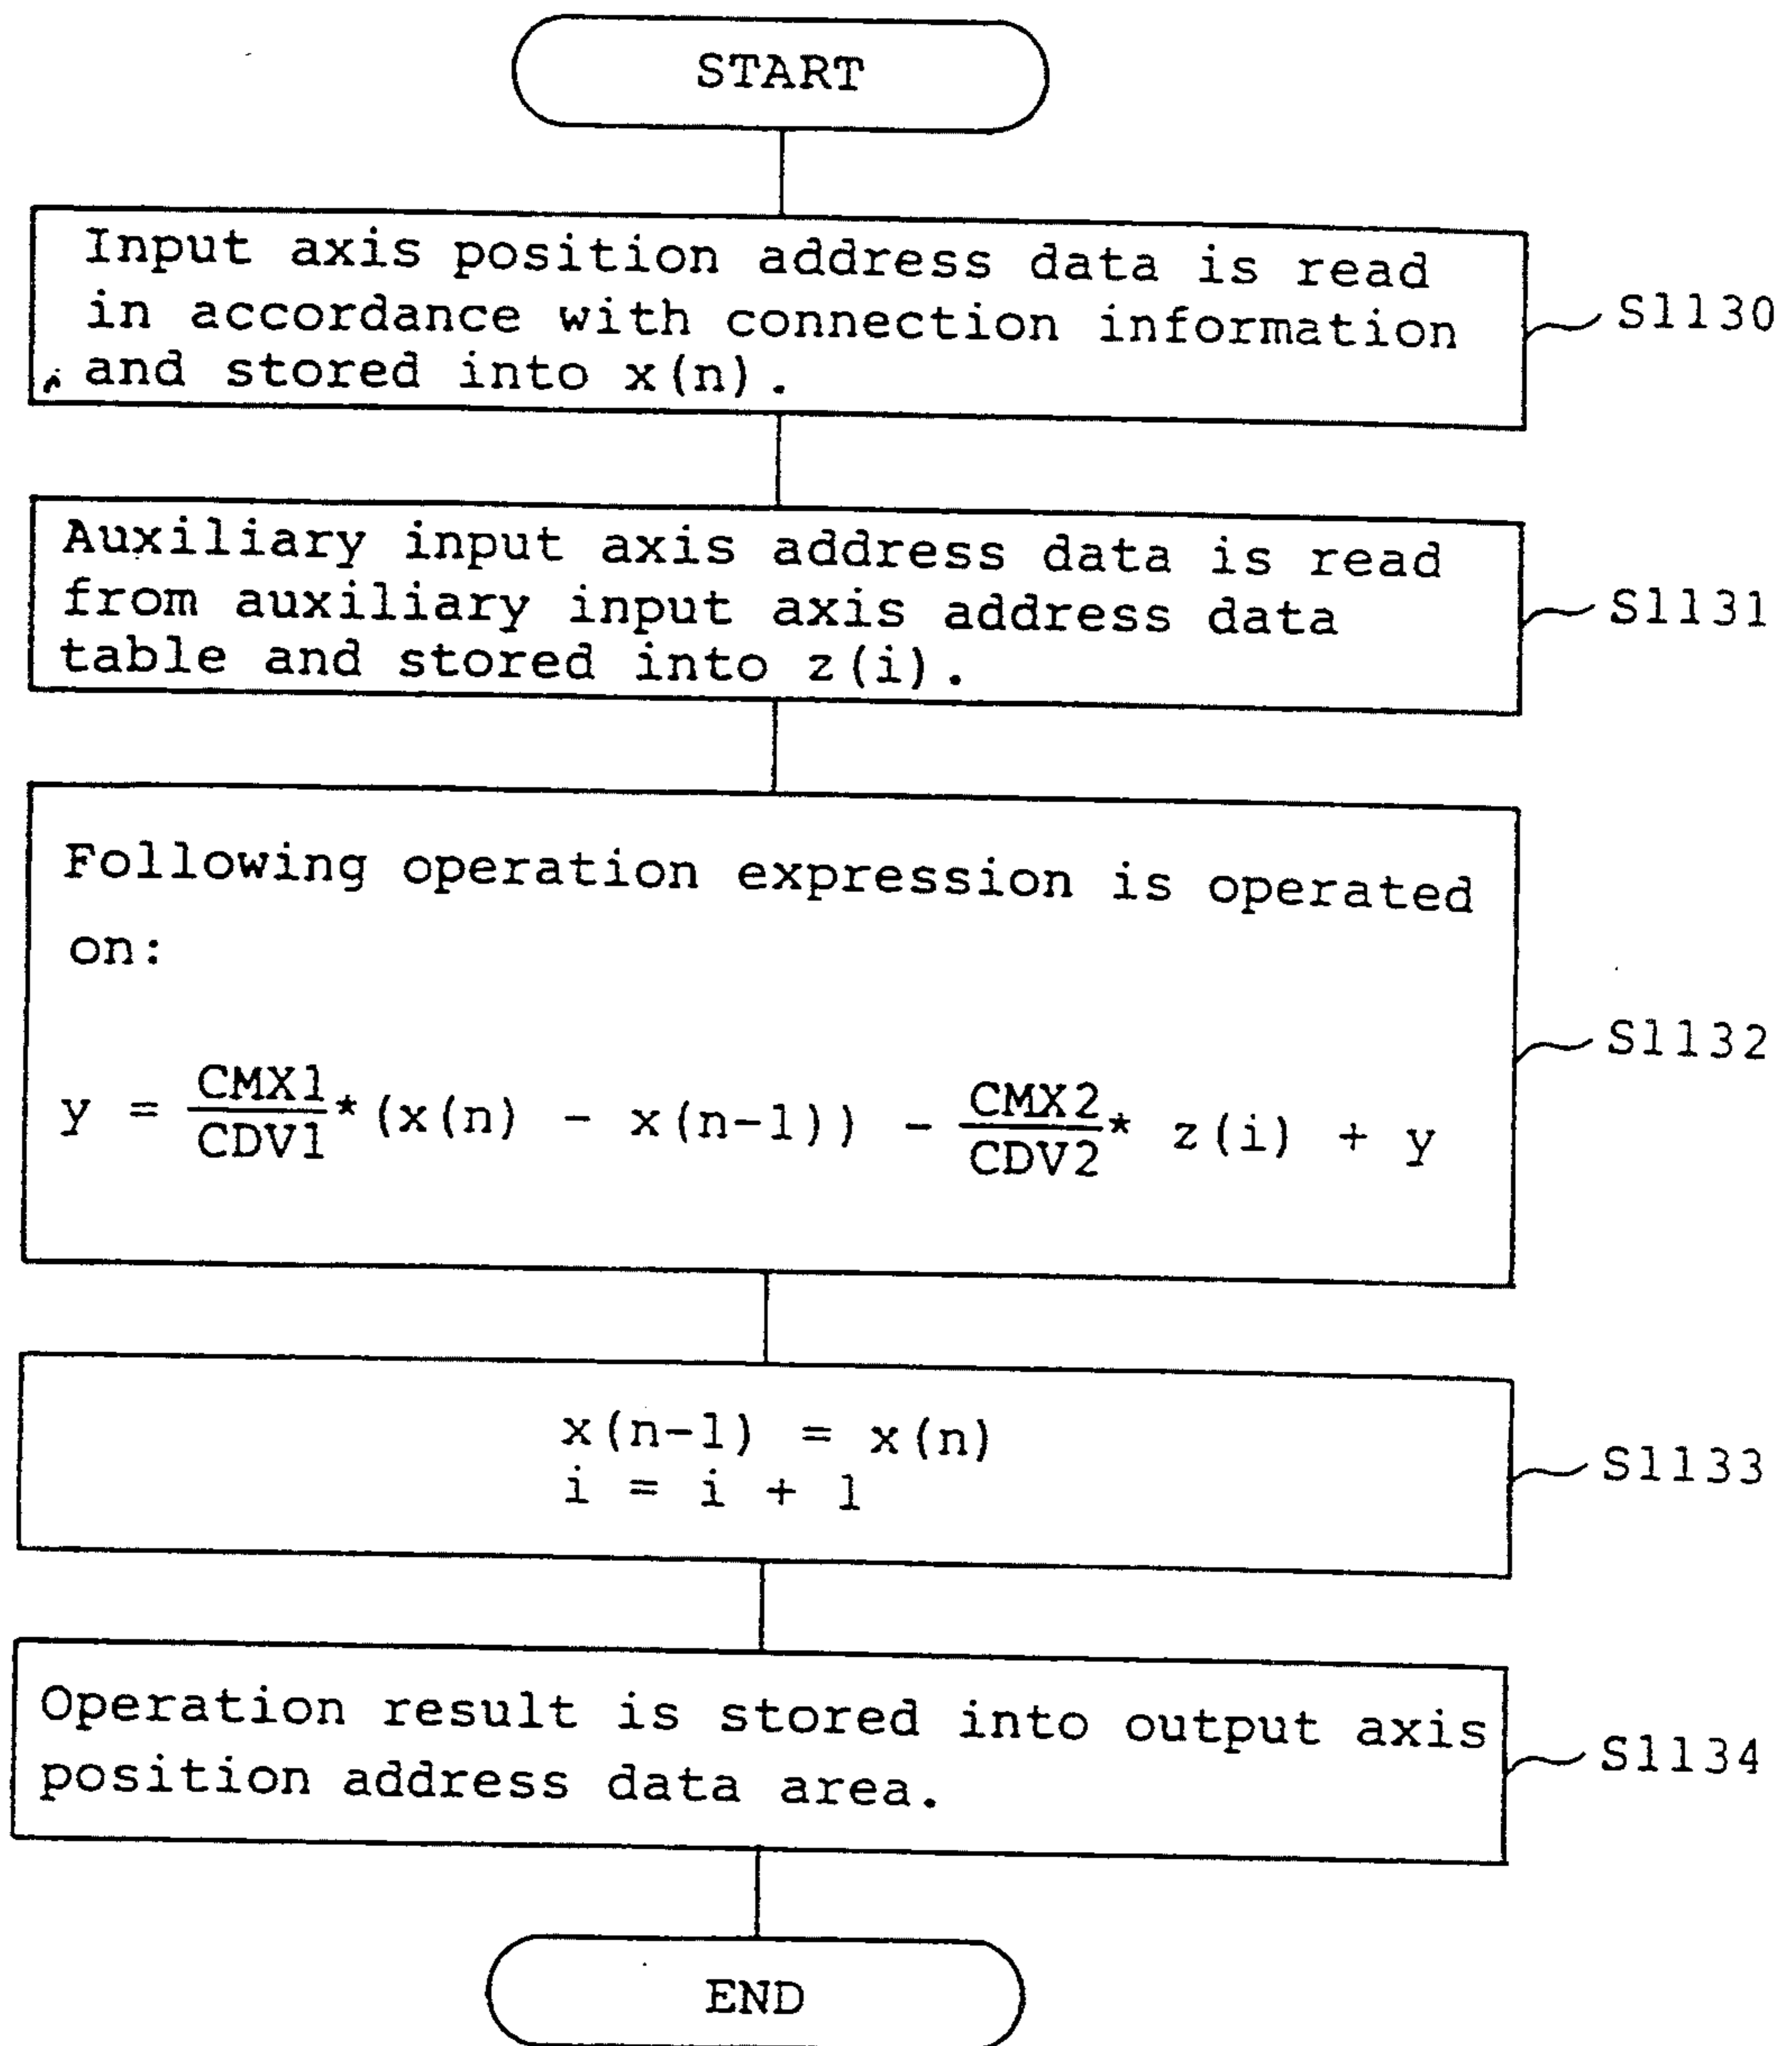 START
Input axis position address data is read
in accordance with connection information
and stored into x(n).
S1130
Auxiliary input axis address data is read
from auxiliary input axis address data
table and stored into z(i).
S1131
Following operation expression is operated
on:
y = CMX1/CDV1 * (x(n) - x(n-1)) - CMX2/CDV2 * z(i) + y
S1132
x(n-1) = x(n)
i = i + 1
S1133
Operation result is stored into output axis
position address data area.
S1134
END